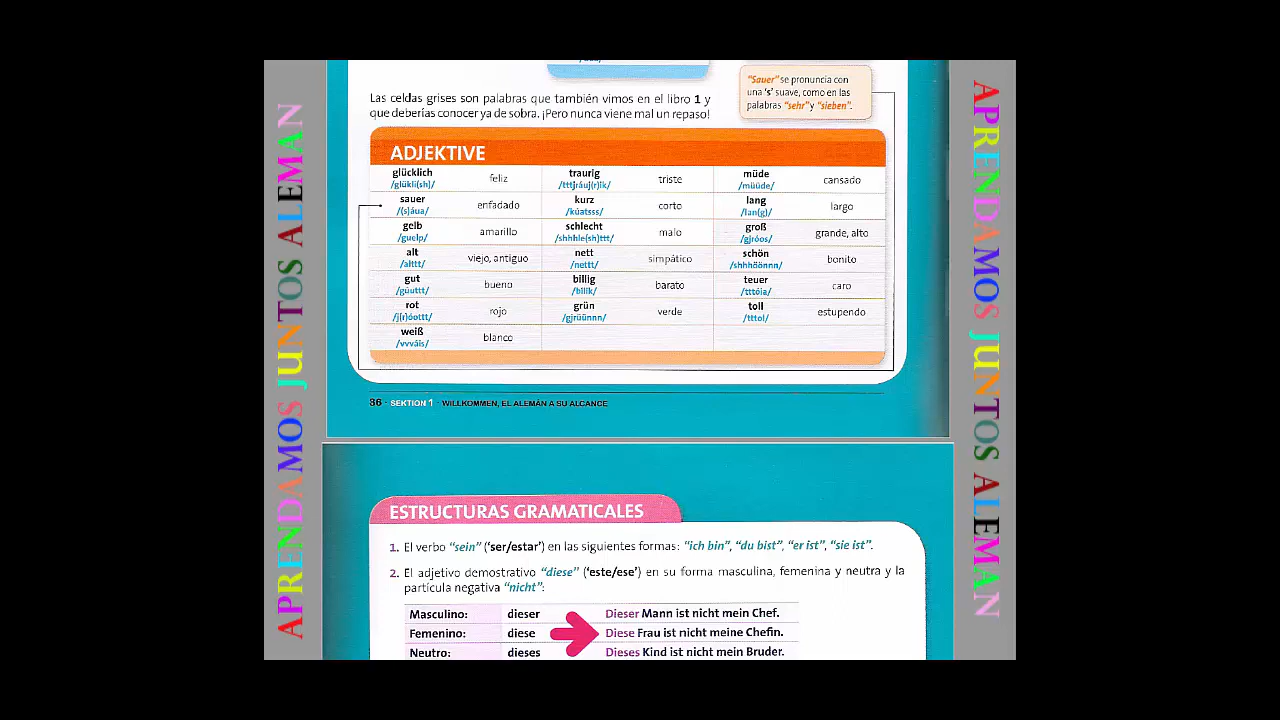 "Sauer" se pronuncia con
una 's' suave, como en las
palabras "sehr" y "sieben".
Las celdas grises son palabras que también vimos en el libro 1 y
que deberías conocer ya de sobra. ¡Pero nunca viene mal un repaso!
ADJEKTIVE
glücklich feliz traurig triste müde cansado
/glükli(sh)/ /tttjráuj(r)ik/ /müüde/
sauer enfadado kurz corto lang largo
/(s)áua/ /kúatsss/ /lan(g)/
gelb amarillo schlecht malo groß grande, alto
/guelp/ /shhhle(sh)ttt/ /gjróos/
alt viejo, antiguo nett simpático schön bonito
/alttt/ /nettt/ /shhhöönnn/
gut bueno billig barato teuer caro
/gúuttt/ /bilik/ /tttóia/
rot rojo grün verde toll estupendo
/j(r)óottt/ /gjrüünnn/ /tttol/
weiß blanco
/vvváis/
86 - SEKTION 1 - WILLKOMMEN, EL ALEMÁN A SU ALCANCE
ESTRUCTURAS GRAMATICALES
1. El verbo "sein" ('ser/estar') en las siguientes formas: "ich bin", "du bist", "er ist", "sie ist".
2. El adjetivo demostrativo "diese" ('este/ese') en su forma masculina, femenina y neutra y la
partícula negativa "nicht":
Masculino: dieser Dieser Mann ist nicht mein Chef.
Femenino: diese Diese Frau ist nicht meine Chefin.
Neutro: dieses Dieses Kind ist nicht mein Bruder.
APRENDAMOS JUNTOS ALEMAN
APRENDAMOS JUNTOS ALEMAN